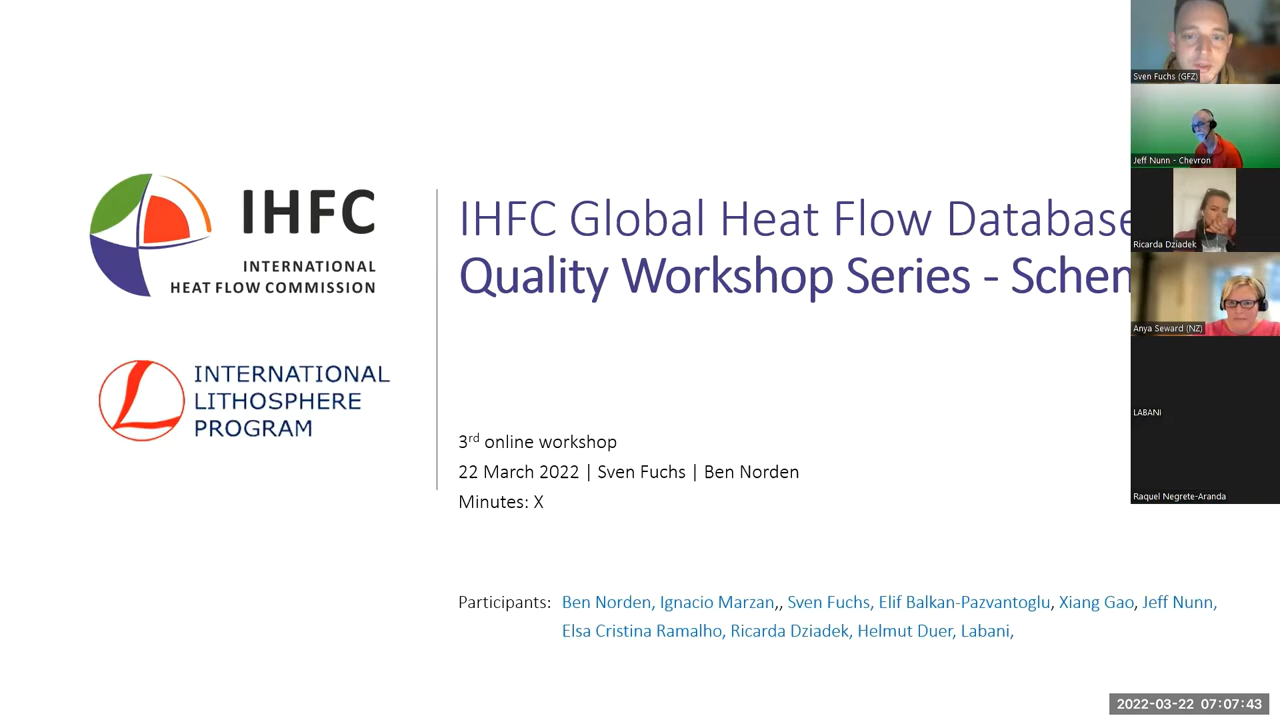 IHFC
INTERNATIONAL
HEAT FLOW COMMISSION
INTERNATIONAL
LITHOSPHERE
PROGRAM
IHFC Global Heat Flow Database
Quality Workshop Series - Schem
3rd online workshop
22 March 2022 | Sven Fuchs | Ben Norden
Minutes: X
Participants: Ben Norden, Ignacio Marzan,, Sven Fuchs, Elif Balkan-Pazvantoglu, Xiang Gao, Jeff Nunn,
Elsa Cristina Ramalho, Ricarda Dziadek, Helmut Duer, Labani,
Sven Fuchs (GFZ)
Jeff Nunn - Chevron
Ricarda Dziadek
Anya Seward (NZ)
LABANI
Raquel Negrete-Aranda
2022-03-22 07:07:43